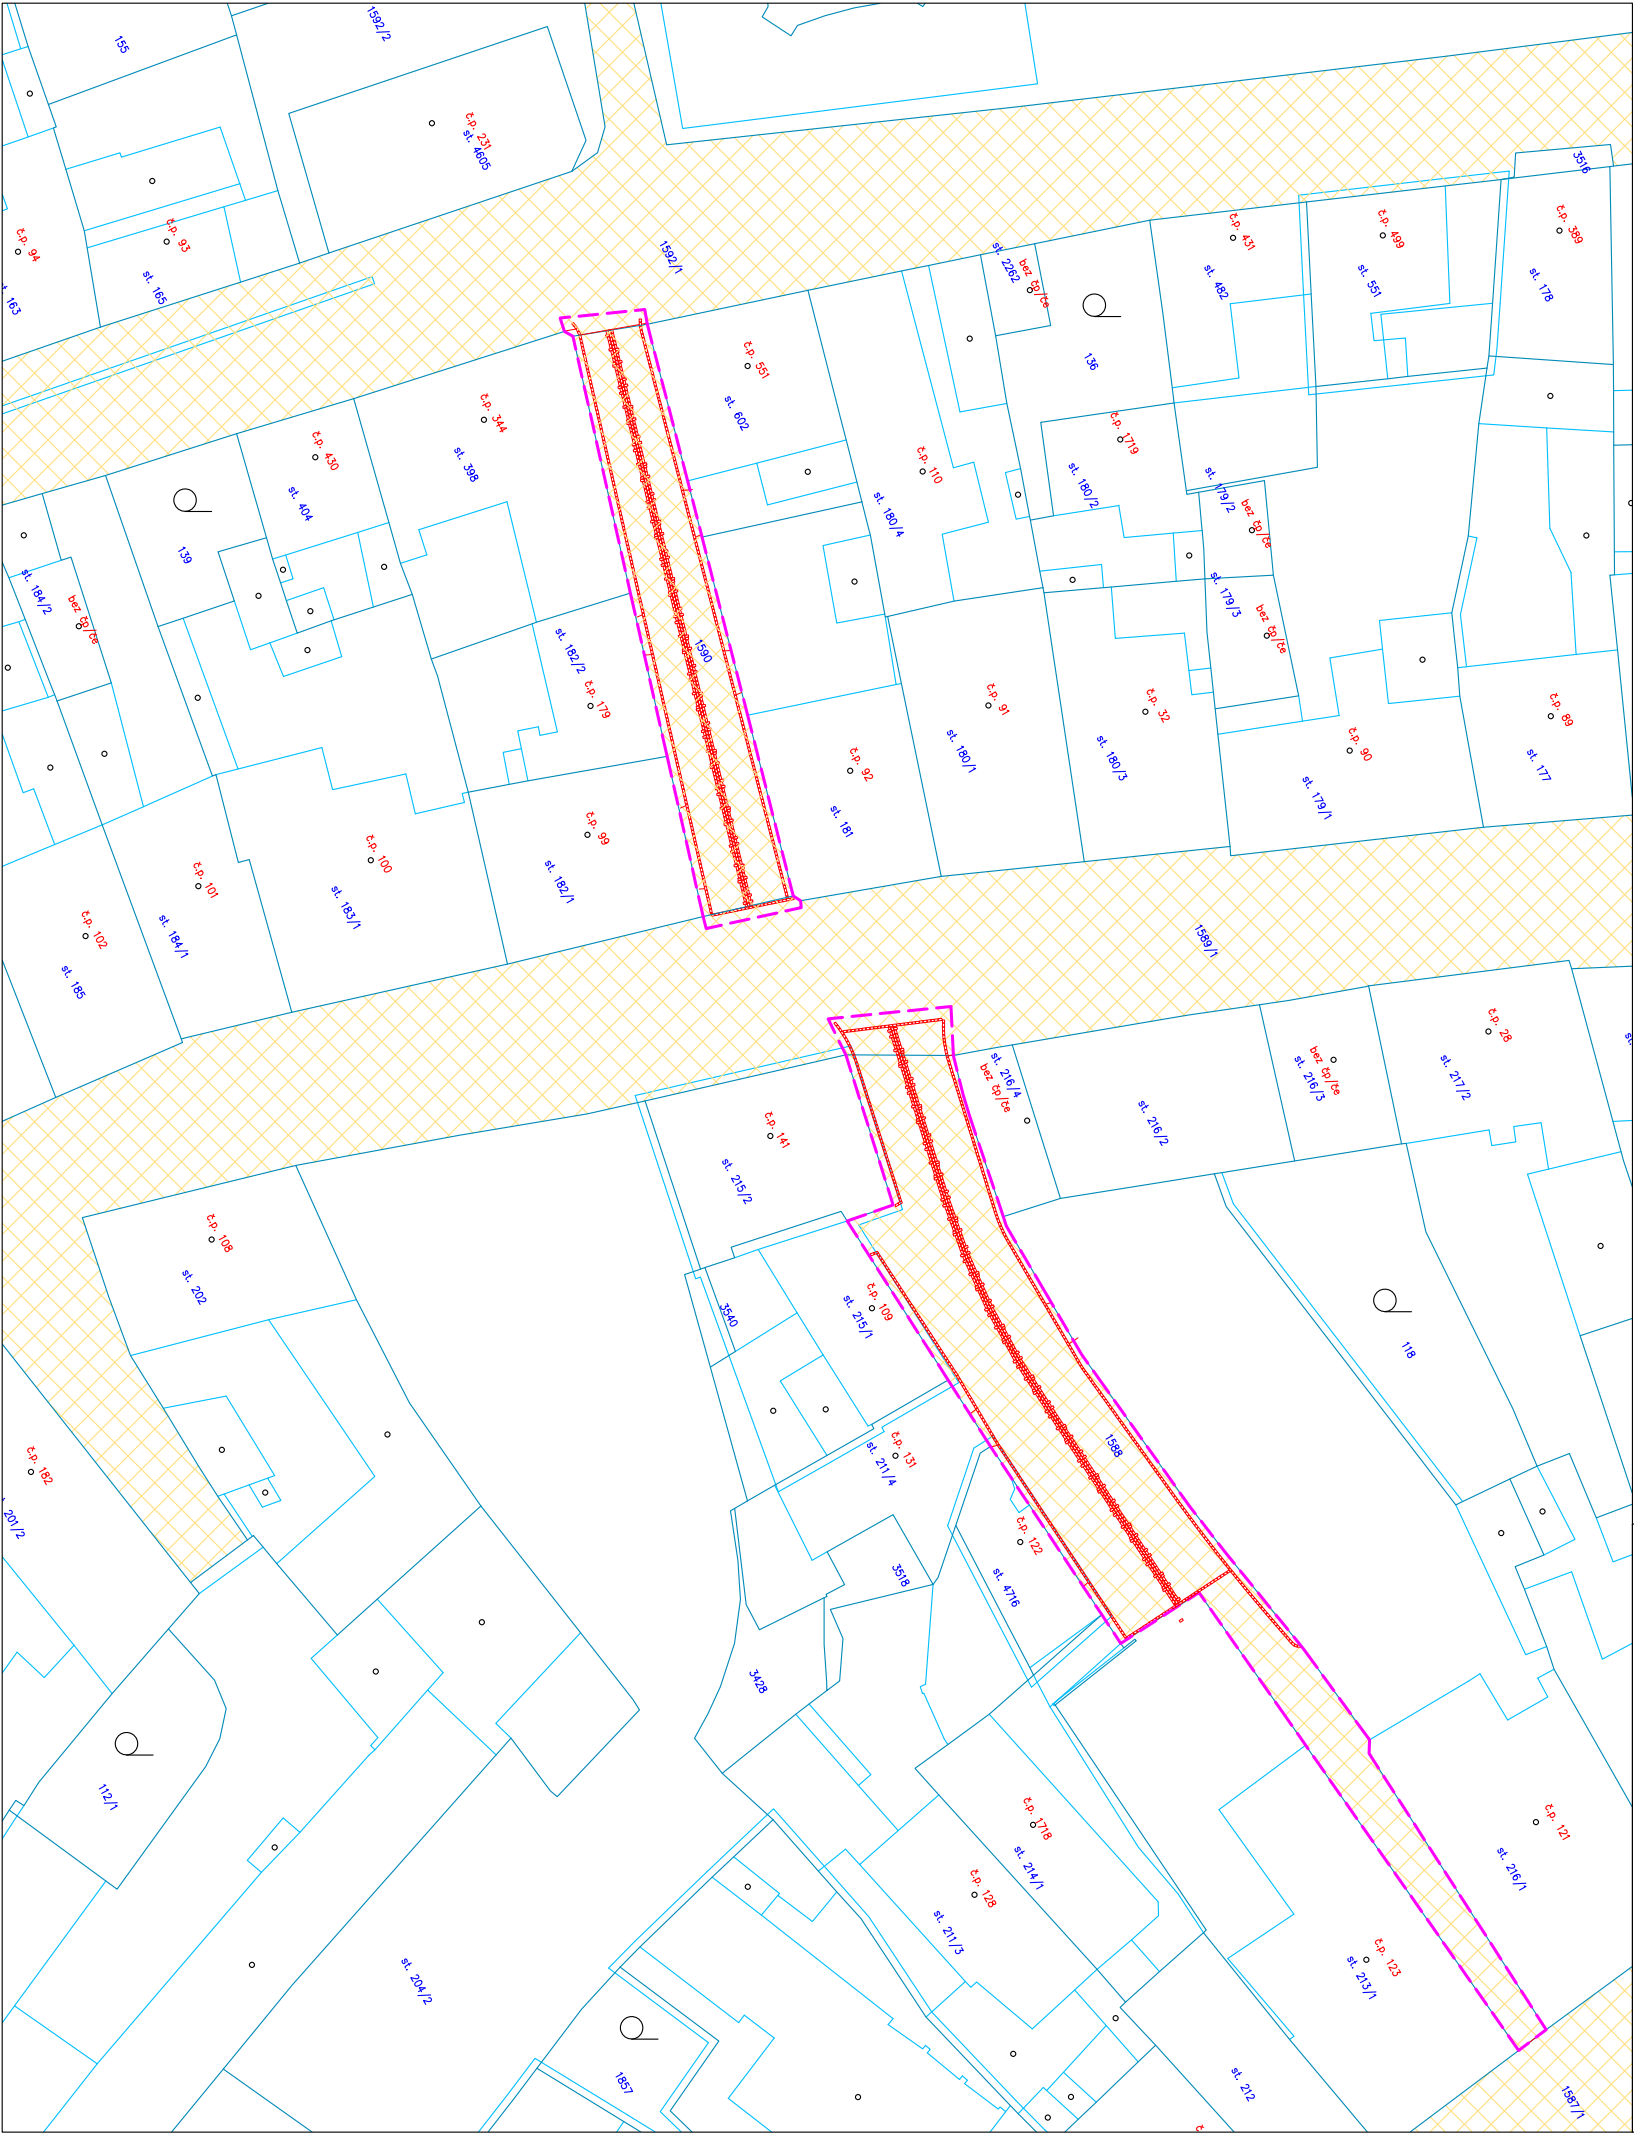 155
1592/2
č.p. 231
st. 4605
3516
č.p. 94
č.p. 93
st. 165
163
1592/1
st. 2262
bez čp/če
č.p. 431
st. 482
č.p. 499
st. 551
č.p. 389
st. 178
136
č.p. 551
st. 602
č.p. 344
st. 398
č.p. 430
st. 404
139
č.p. 110
st. 180/4
č.p. 1719
st. 180/2
st. 179/2
bez čp/če
st. 179/3
bez čp/če
st. 184/2
bez čp/če
st. 182/2
č.p. 179
1590
č.p. 91
st. 180/1
č.p. 32
st. 180/3
č.p. 90
st. 179/1
č.p. 89
st. 177
č.p. 92
st. 181
č.p. 99
st. 182/1
č.p. 100
st. 183/1
č.p. 101
st. 184/1
č.p. 102
st. 185
1589/1
st. 216/4
bez čp/če
st. 216/2
bez čp/če
st. 216/3
č.p. 28
st. 217/2
č.p. 141
st. 215/2
č.p. 108
st. 202
3540
č.p. 109
st. 215/1
118
1588
č.p. 131
st. 211/4
č.p. 182
201/2
č.p. 122
st. 4716
3518
3428
112/1
č.p. 1718
st. 214/1
č.p. 128
st. 211/3
č.p. 121
st. 216/1
č.p. 123
st. 213/1
st. 204/2
1857
st. 212
1587/1